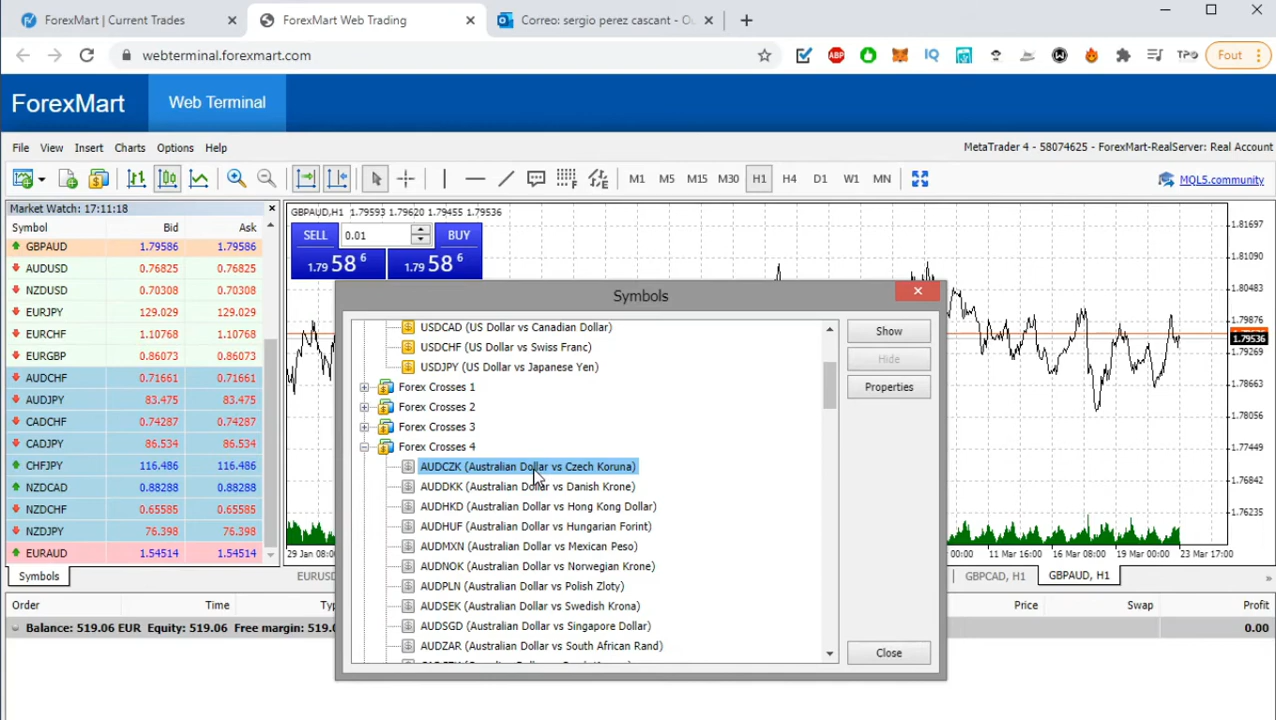 ForexMart | Current Trades
ForexMart Web Trading
Correo: sergio perez cascant - Ou
webterminal.forexmart.com
ABP
IQ
TPO
Fout
ForexMart
Web Terminal
File View Insert Charts Options Help
MetaTrader 4 - 58074625 - ForexMart-RealServer: Real Account
M1 M5 M15 M30 H1 H4 D1 W1 MN
MQL5.community
Market Watch: 17:11:18
Symbol Bid Ask
GBPAUD 1.79586 1.79586
AUDUSD 0.76825 0.76825
NZDUSD 0.70308 0.70308
EURJPY 129.029 129.029
EURCHF 1.10768 1.10768
EURGBP 0.86073 0.86073
AUDCHF 0.71661 0.71661
AUDJPY 83.475 83.475
CADCHF 0.74287 0.74287
CADJPY 86.534 86.534
CHFJPY 116.486 116.486
NZDCAD 0.88288 0.88288
NZDCHF 0.65585 0.65585
NZDJPY 76.398 76.398
EURAUD 1.54514 1.54514
Symbols
GBPAUD,H1 1.79593 1.79620 1.79455 1.79536
SELL 0.01 BUY
1.79 58 6
1.79 58 6
1.81697
1.81090
1.80483
1.79876
1.79536
1.79269
1.78663
1.78056
1.77449
1.76842
1.76235
Symbols
USDCAD (US Dollar vs Canadian Dollar)
USDCHF (US Dollar vs Swiss Franc)
USDJPY (US Dollar vs Japanese Yen)
Forex Crosses 1
Forex Crosses 2
Forex Crosses 3
Forex Crosses 4
AUDCZK (Australian Dollar vs Czech Koruna)
AUDDKK (Australian Dollar vs Danish Krone)
AUDHKD (Australian Dollar vs Hong Kong Dollar)
AUDHUF (Australian Dollar vs Hungarian Forint)
AUDMXN (Australian Dollar vs Mexican Peso)
AUDNOK (Australian Dollar vs Norwegian Krone)
AUDPLN (Australian Dollar vs Polish Zloty)
AUDSEK (Australian Dollar vs Swedish Krona)
AUDSGD (Australian Dollar vs Singapore Dollar)
AUDZAR (Australian Dollar vs South African Rand)
Show
Hide
Properties
Close
29 Jan 08:
00:00 11 Mar 16:00 16 Mar 08:00 19 Mar 00:00 23 Mar 17:00
EURUS
GBPCAD, H1
GBPAUD, H1
Order Time Typ Price Swap Profit
Balance: 519.06 EUR Equity: 519.06 Free margin: 519.0 0.00